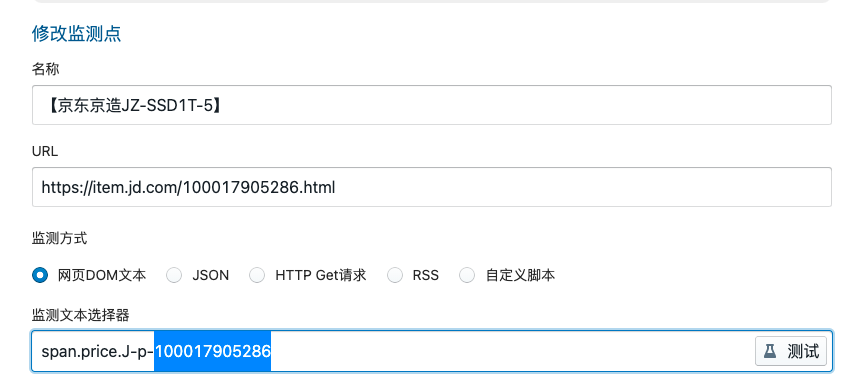 修改监测点
名称
【京东京造JZ-SSD1T-5】
URL
https://item.jd.com/100017905286.html
监测方式
网页DOM文本 JSON HTTP Get请求 RSS 自定义脚本
监测文本选择器
span.price.J-p-100017905286 测试